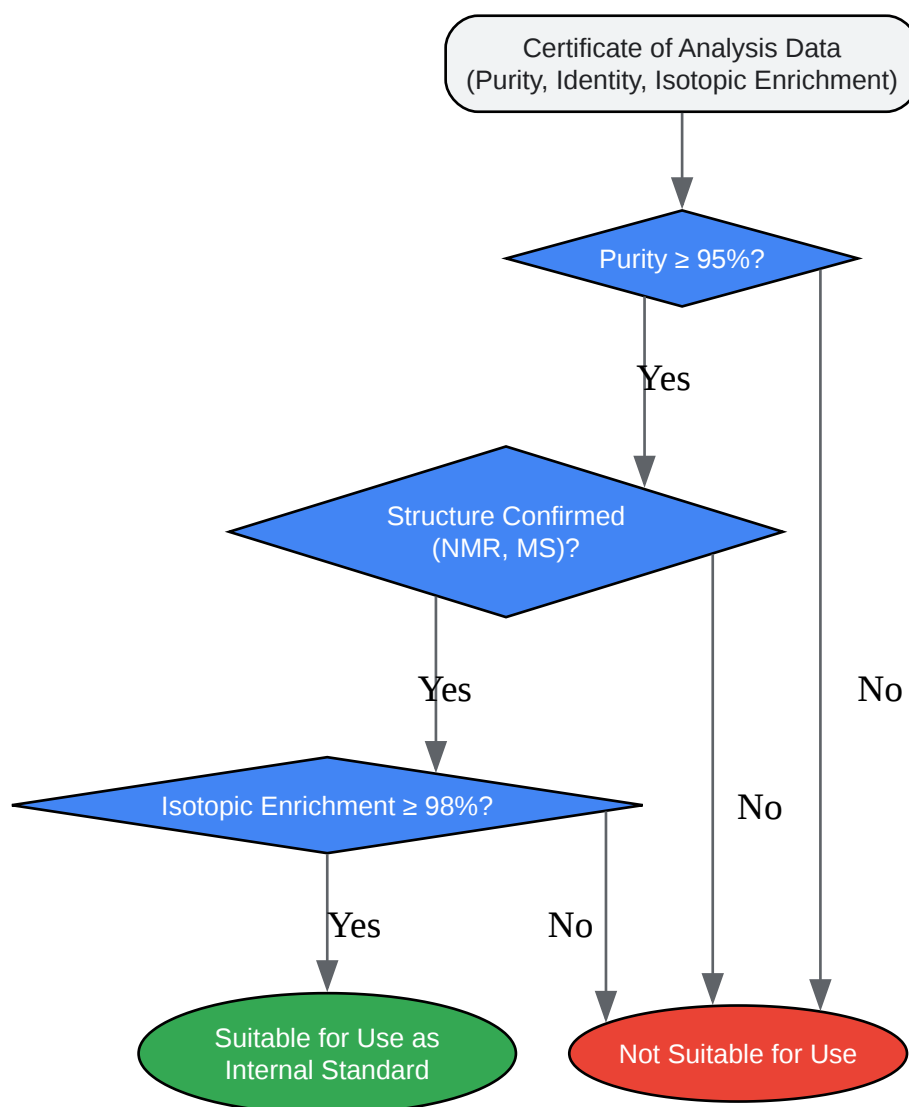 Certificate of Analysis Data
(Purity, Identity, Isotopic Enrichment)
Purity ≥ 95%?
Yes
Structure Confirmed
(NMR, MS)?
Yes
No
Isotopic Enrichment ≥ 98%?
No
Yes
No
Suitable for Use as
Internal Standard
Not Suitable for Use